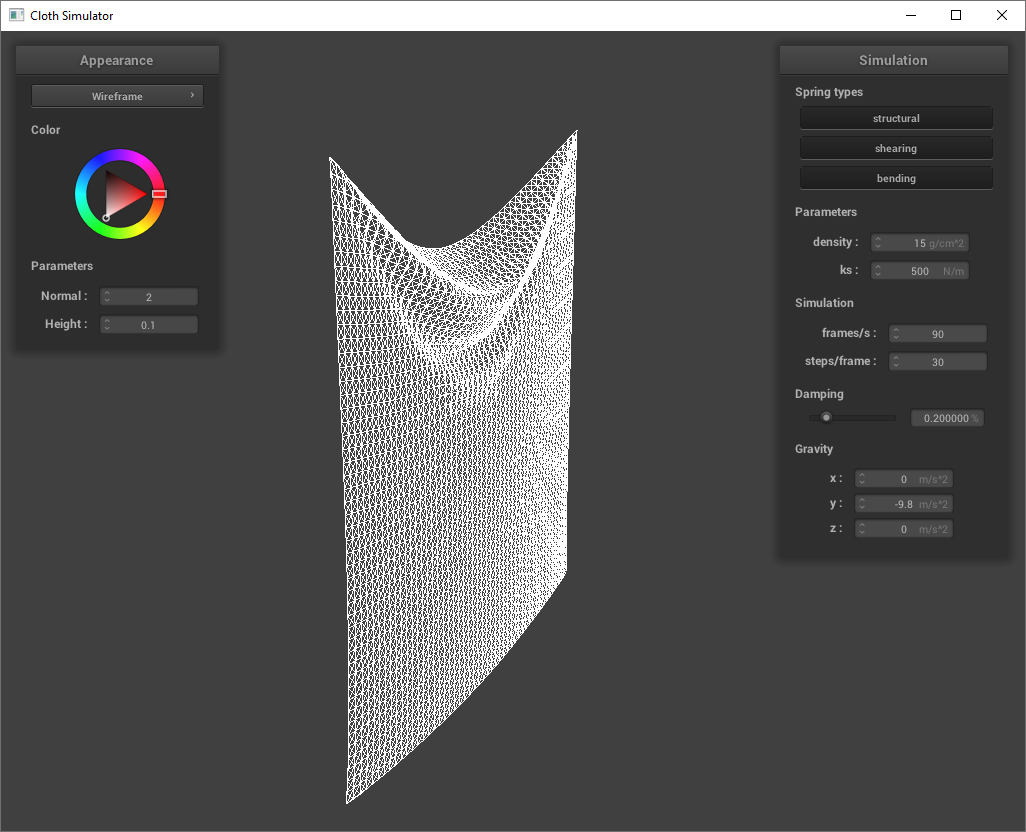 Cloth Simulator
Appearance
Wireframe
Color
Parameters
Normal : 2
Height : 0.1
Simulation
Spring types
structural
shearing
bending
Parameters
density : 15 g/cm^2
ks : 500 N/m
Simulation
frames/s : 90
steps/frame : 30
Damping
0.200000 %
Gravity
x : 0 m/s^2
y : -9.8 m/s^2
z : 0 m/s^2